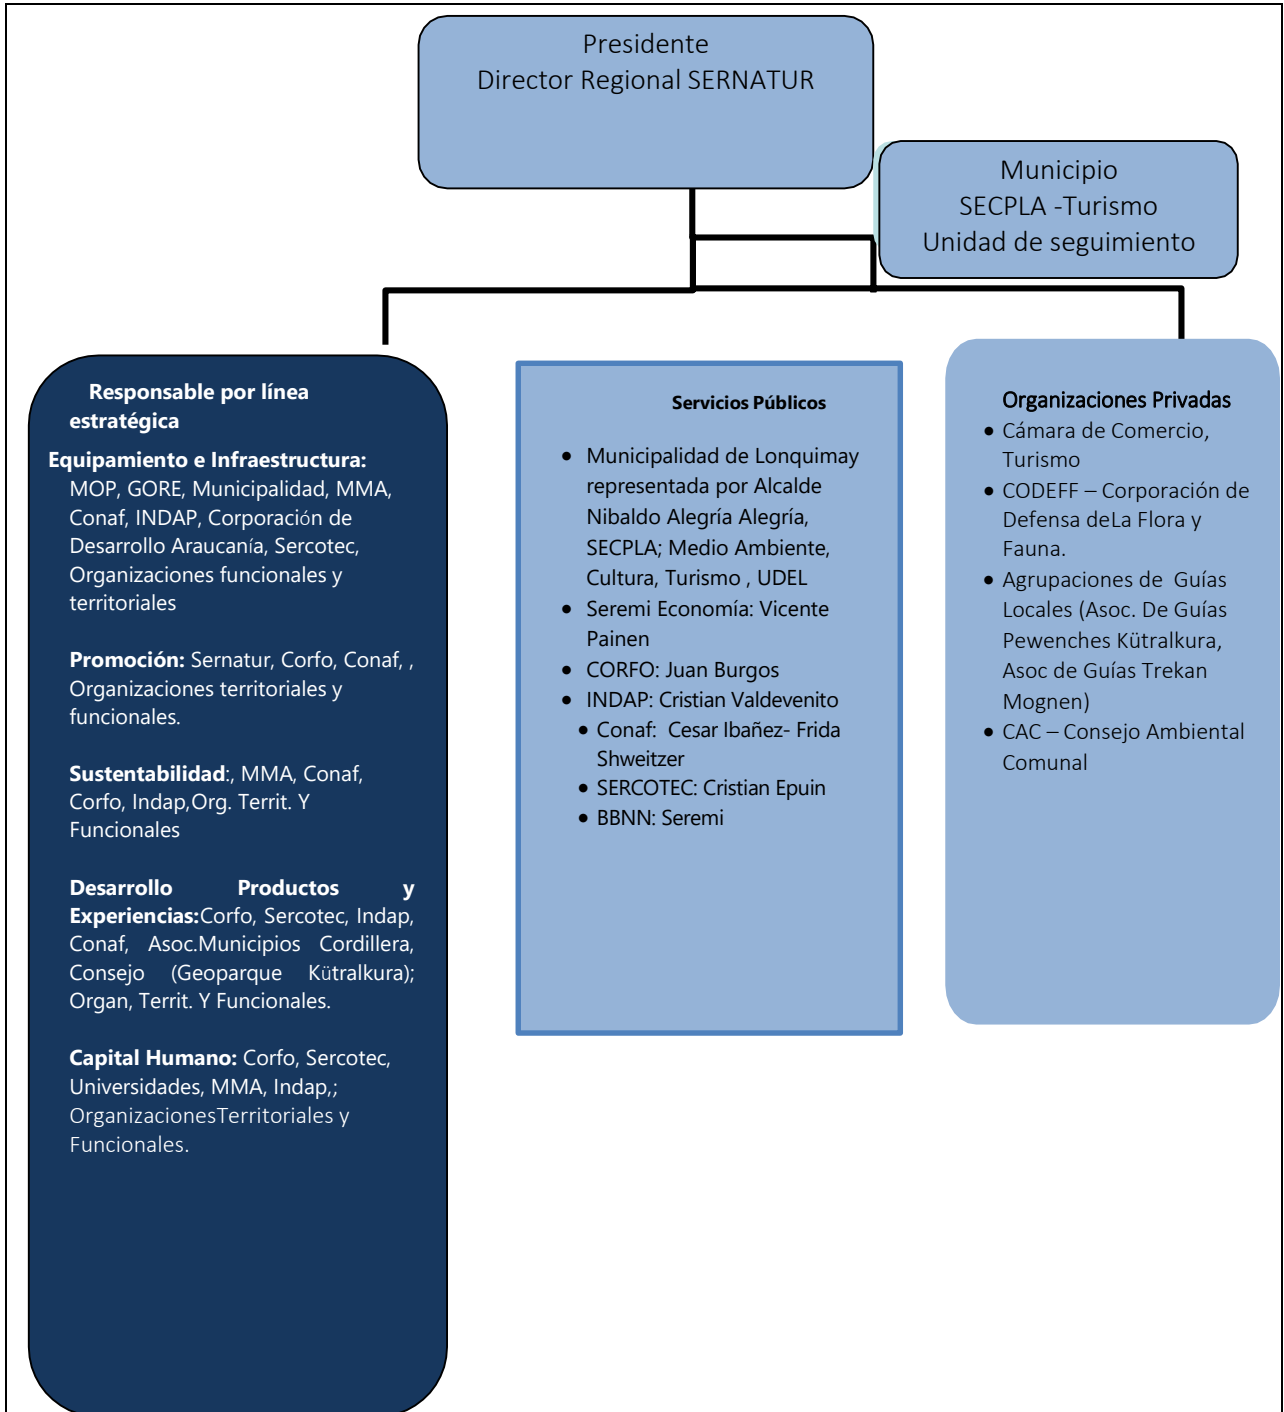 Presidente
Director Regional SERNATUR
Municipio
SECPLA -Turismo
Unidad de seguimiento
Responsable por línea
estratégica
Equipamiento e Infraestructura:
MOP, GORE, Municipalidad, MMA,
Conaf, INDAP, Corporación de
Desarrollo Araucanía, Sercotec,
Organizaciones funcionales y
territoriales
Promoción: Sernatur, Corfo, Conaf, ,
Organizaciones territoriales y
funcionales.
Sustentabilidad:, MMA, Conaf,
Corfo, Indap,Org. Territ. Y
Funcionales
Desarrollo Productos y
Experiencias:Corfo, Sercotec, Indap,
Conaf, Asoc.Municipios Cordillera,
Consejo (Geoparque Kütralkura);
Organ, Territ. Y Funcionales.
Capital Humano: Corfo, Sercotec,
Universidades, MMA, Indap,;
OrganizacionesTerritoriales y
Funcionales.
Servicios Públicos
• Municipalidad de Lonquimay
representada por Alcalde
Nibaldo Alegría Alegría,
SECPLA; Medio Ambiente,
Cultura, Turismo , UDEL
• Seremi Economía: Vicente
Painen
• CORFO: Juan Burgos
• INDAP: Cristian Valdevenito
• Conaf: Cesar Ibañez- Frida
Shweitzer
• SERCOTEC: Cristian Epuin
• BBNN: Seremi
Organizaciones Privadas
• Cámara de Comercio,
Turismo
• CODEFF – Corporación de
Defensa deLa Flora y
Fauna.
• Agrupaciones de Guías
Locales (Asoc. De Guías
Pewenches Kütralkura,
Asoc de Guías Trekan
Mognen)
• CAC – Consejo Ambiental
Comunal